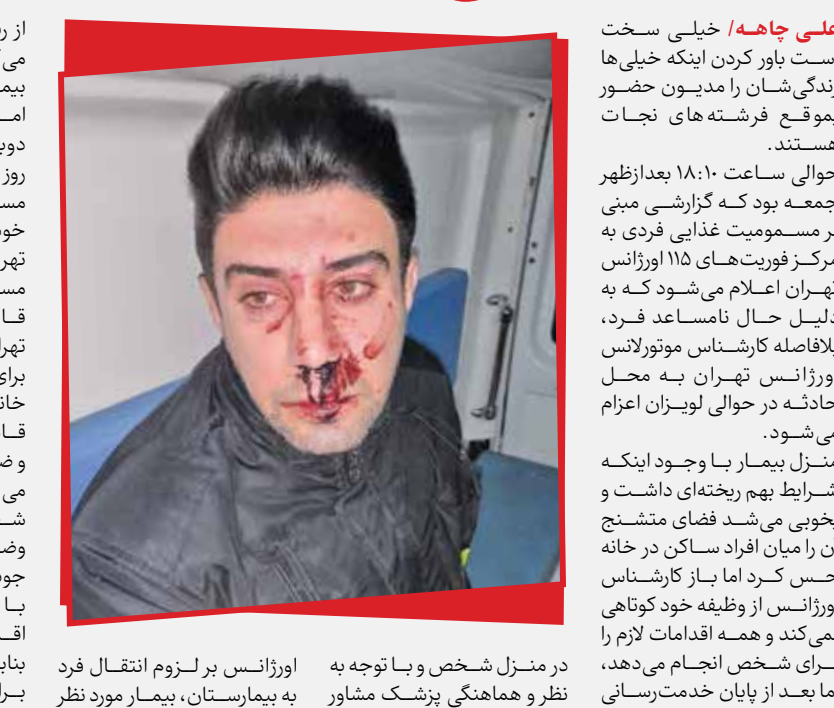 علی چاهه/ خیلی سخت
است باور کردن اینکه خیلی‌ها
زندگی‌شان را مدیون حضور
بموقع فرشته‌های نجات
هستند.
حوالی ساعت ۱۸:۱۰ بعدازظهر
جمعه بود که گزارشی مبنی
بر مسمومیت غذایی فردی به
مرکز فوریت‌های ۱۱۵ اورژانس
تهران اعلام می‌شود که به
دلیل حال نامساعد فرد،
بلافاصله کارشناس موتورلانس
اورژانس تهران به محل
حادثه در حوالی لویزان اعزام
می‌شود.
منزل بیمار با وجود اینکه
شرایط بهم ریخته‌ای داشت و
بخوبی می‌شد فضای متشنج
آن را میان افراد ساکن در خانه
حس کرد اما باز کارشناس
اورژانس از وظیفه خود کوتاهی
نمی‌کند و همه اقدامات لازم را
برای شخص انجام می‌دهد،
اما بعد از پایان خدمت‌رسانی
در منزل شخص و با توجه به
نظر و هماهنگی پزشک مشاور
اورژانس بر لزوم انتقال فرد
به بیمارستان، بیمار مورد نظر
از
روز
برای
و
با